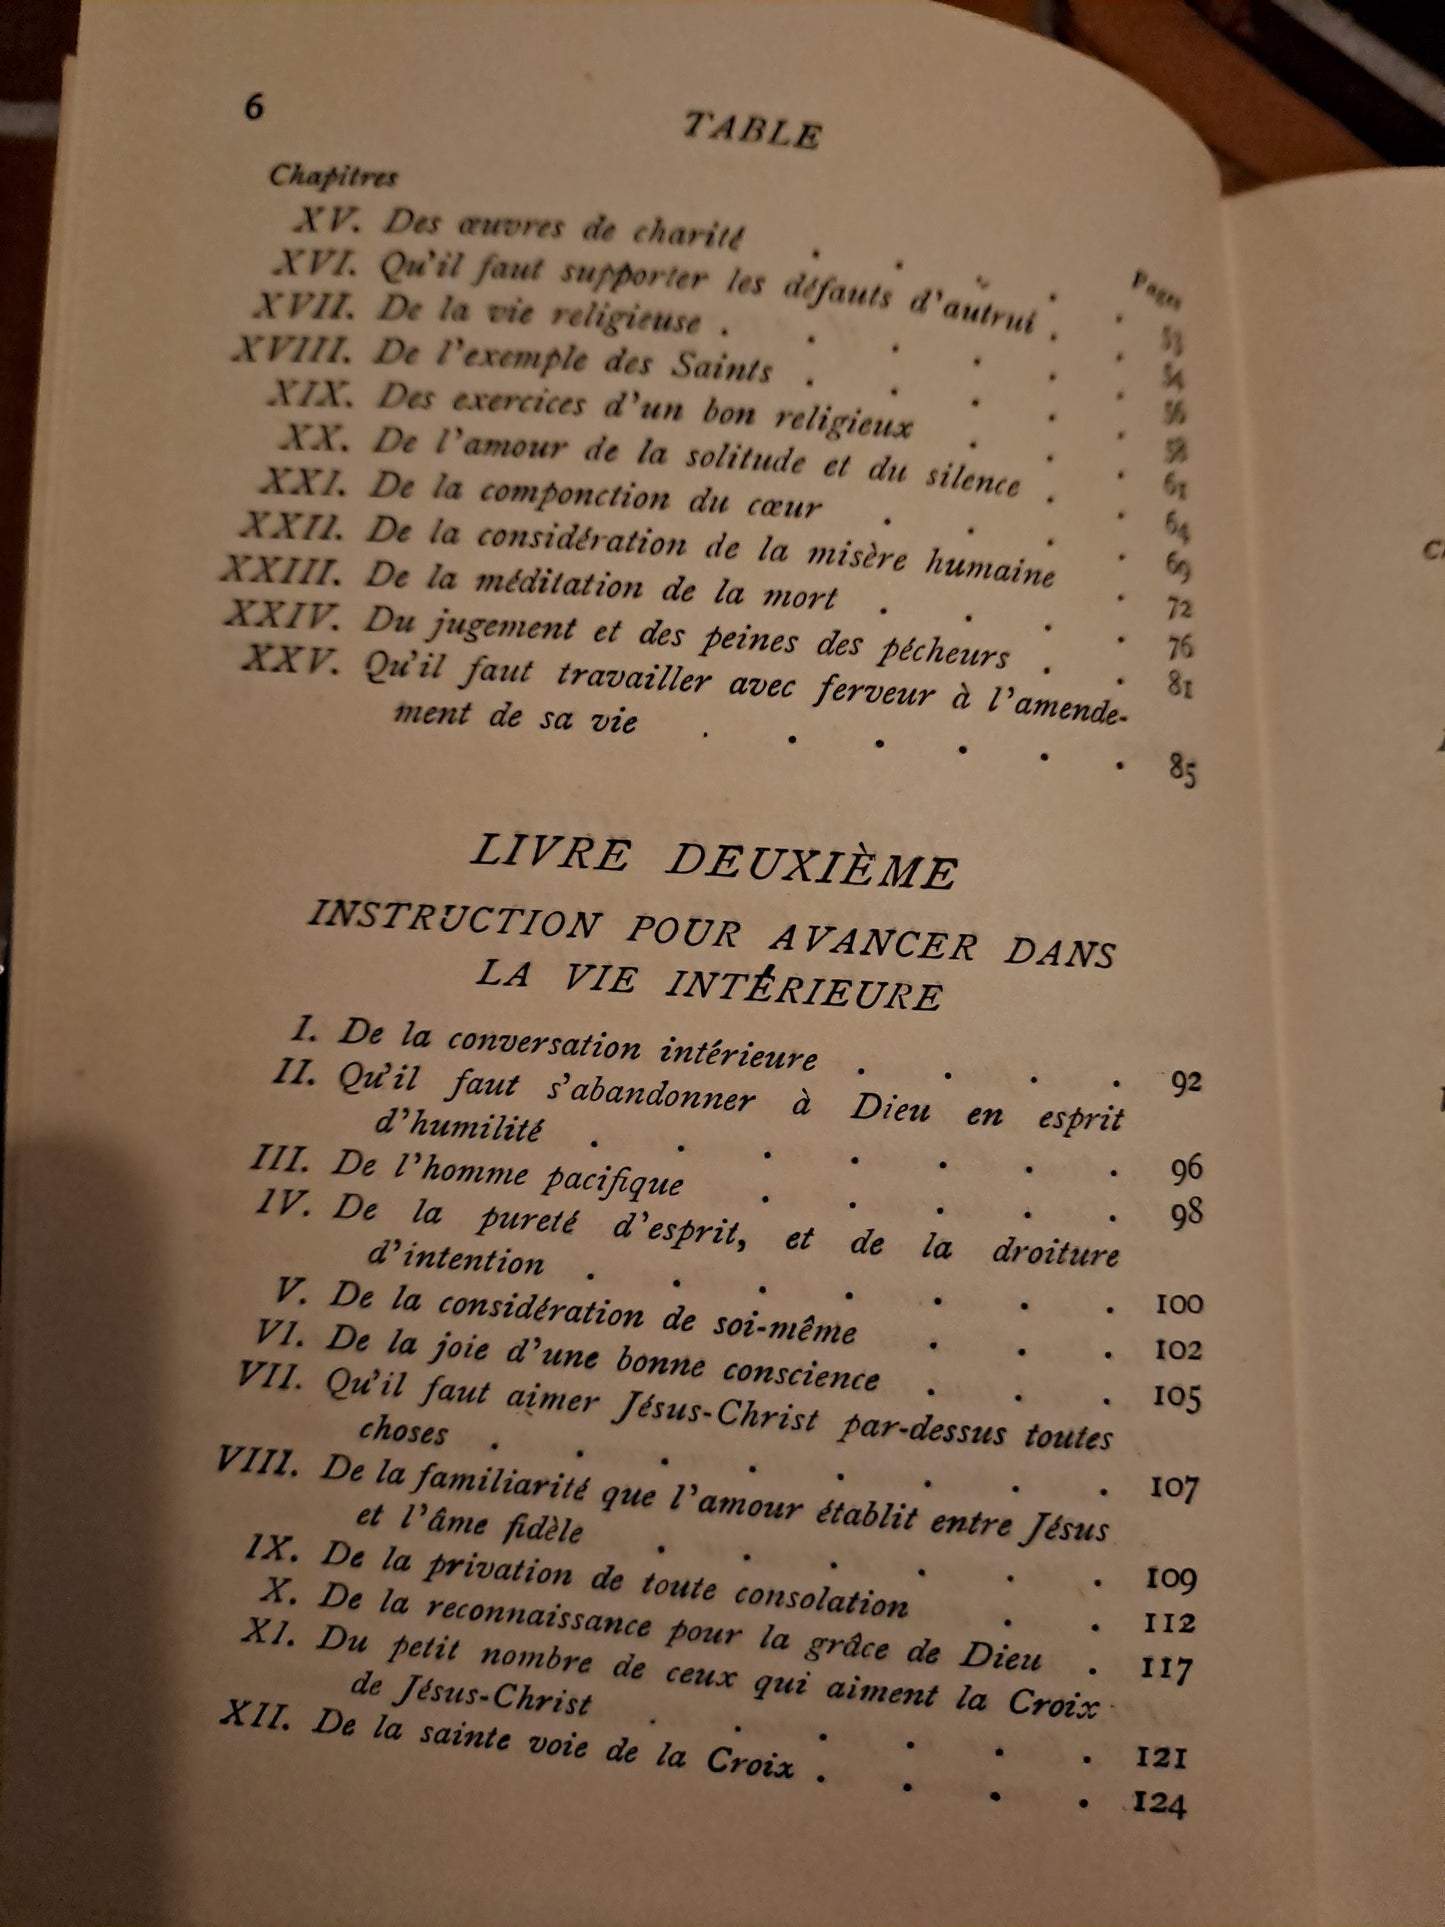 6
TABLE
Chapitres
Pages
XV. Des œuvres de charité . . . . . 53
XVI. Qu'il faut supporter les défauts d'autrui . . 54
XVII. De la vie religieuse . . . . . . 56
XVIII. De l'exemple des Saints . . . . . 58
XIX. Des exercices d'un bon religieux . . . 61
XX. De l'amour de la solitude et du silence . . 64
XXI. De la componction du cœur . . . . 69
XXII. De la considération de la misère humaine . 72
XXIII. De la méditation de la mort . . . . 76
XXIV. Du jugement et des peines des pécheurs . . 81
XXV. Qu'il faut travailler avec ferveur à l'amende-
ment de sa vie . . . . . . 85
LIVRE DEUXIÈME
INSTRUCTION POUR AVANCER DANS
LA VIE INTÉRIEURE
I. De la conversation intérieure . . . . 92
II. Qu'il faut s'abandonner à Dieu en esprit
d'humilité . . . . . . . 96
III. De l'homme pacifique . . . . . 98
IV. De la pureté d'esprit, et de la droiture
d'intention . . . . . . . 100
V. De la considération de soi-même . . . 102
VI. De la joie d'une bonne conscience . . . 105
VII. Qu'il faut aimer Jésus-Christ par-dessus toutes
choses . . . . . . . . 107
VIII. De la familiarité que l'amour établit entre Jésus
et l'âme fidèle . . . . . . 109
IX. De la privation de toute consolation . . 112
X. De la reconnaissance pour la grâce de Dieu . 117
XI. Du petit nombre de ceux qui aiment la Croix
de Jésus-Christ . . . . . . 121
XII. De la sainte voie de la Croix . . . . 124